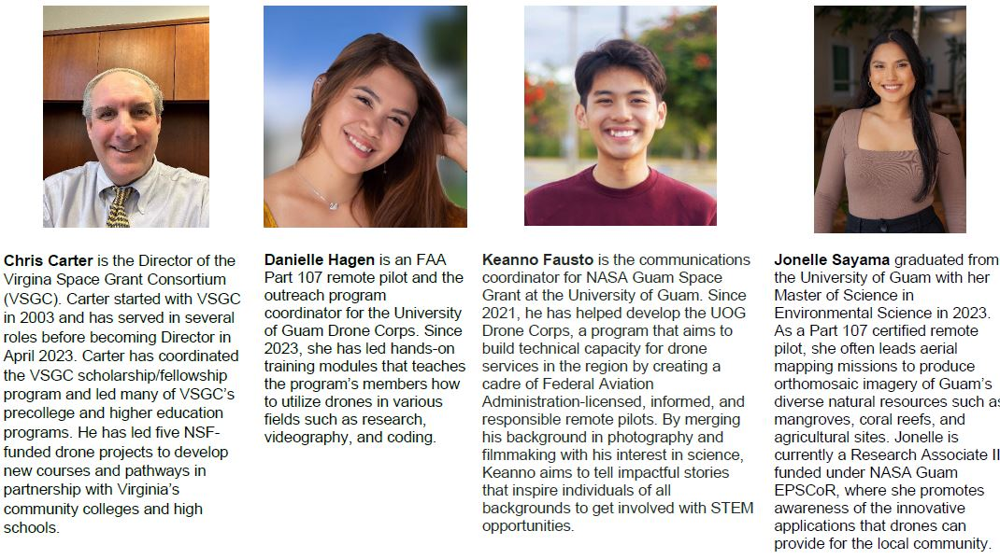 Chris Carter is the Director of the
Virgina Space Grant Consortium
(VSGC). Carter started with VSGC
in 2003 and has served in several
roles before becoming Director in
April 2023. Carter has coordinated
the VSGC scholarship/fellowship
program and led many of VSGC's
precollege and higher education
programs. He has led five NSF-
funded drone projects to develop
new courses and pathways in
partnership with Virginia's
community colleges and high
schools.
Danielle Hagen is an FAA
Part 107 remote pilot and the
outreach program
coordinator for the University
of Guam Drone Corps. Since
2023, she has led hands-on
training modules that teaches
the program's members how
to utilize drones in various
fields such as research,
videography, and coding.
Keanno Fausto is the communications
coordinator for NASA Guam Space
Grant at the University of Guam. Since
2021, he has helped develop the UOG
Drone Corps, a program that aims to
build technical capacity for drone
services in the region by creating a
cadre of Federal Aviation
Administration-licensed, informed, and
responsible remote pilots. By merging
his background in photography and
filmmaking with his interest in science,
Keanno aims to tell impactful stories
that inspire individuals of all
backgrounds to get involved with STEM
opportunities.
Jonelle Sayama graduated from
the University of Guam with her
Master of Science in
Environmental Science in 2023.
As a Part 107 certified remote
pilot, she often leads aerial
mapping missions to produce
orthomosaic imagery of Guam's
diverse natural resources such as
mangroves, coral reefs, and
agricultural sites. Jonelle is
currently a Research Associate II
funded under NASA Guam
EPSCoR, where she promotes
awareness of the innovative
applications that drones can
provide for the local community.